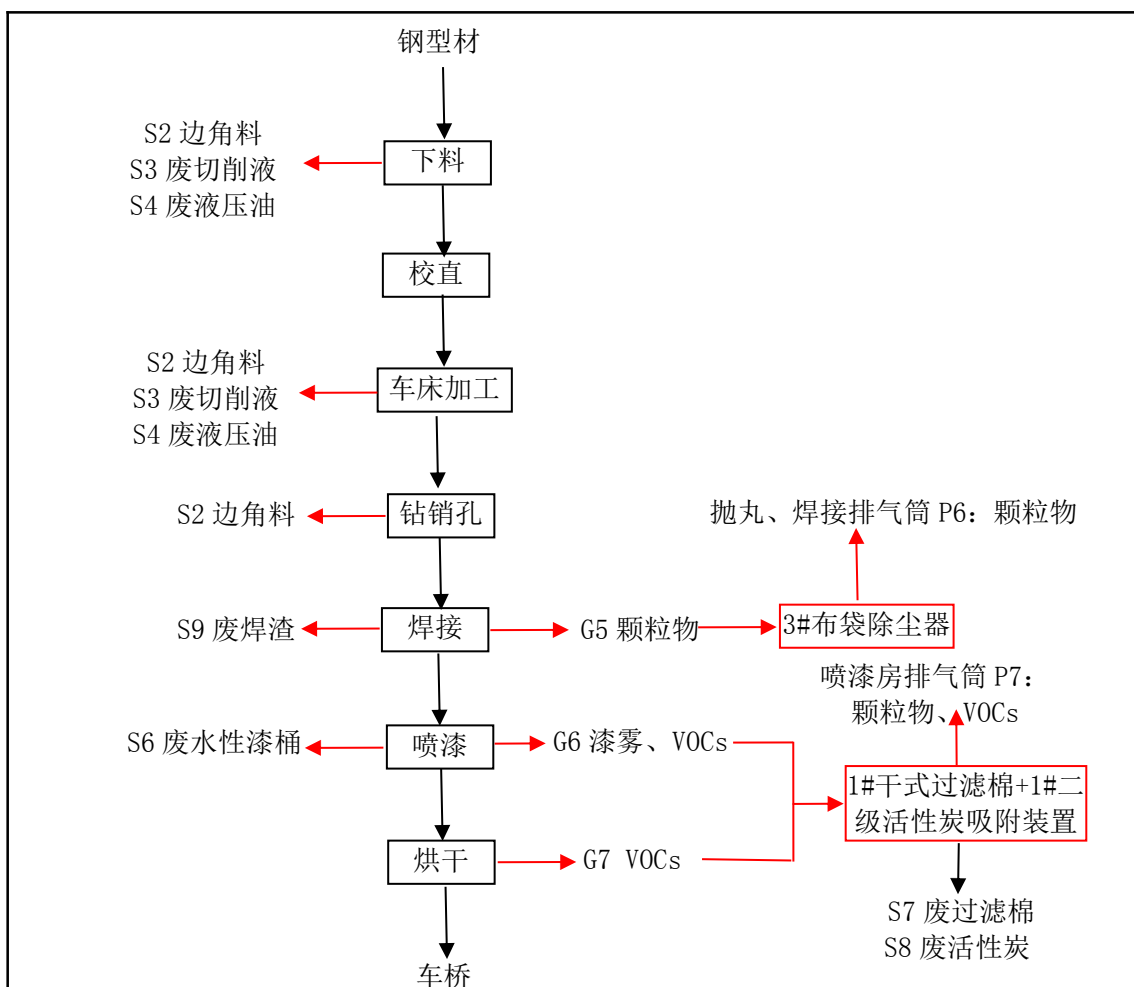 钢型材
S2 边角料
S3 废切削液
S4 废液压油
下料
校直
S2 边角料
S3 废切削液
S4 废液压油
车床加工
S2 边角料
钻销孔
抛丸、焊接排气筒 P6: 颗粒物
S9 废焊渣
焊接
G5 颗粒物
3#布袋除尘器
喷漆房排气筒 P7:
颗粒物、VOCs
S6 废水性漆桶
喷漆
G6 漆雾、VOCs
1#干式过滤棉+1#二
级活性炭吸附装置
烘干
G7 VOCs
S7 废过滤棉
S8 废活性炭
车桥